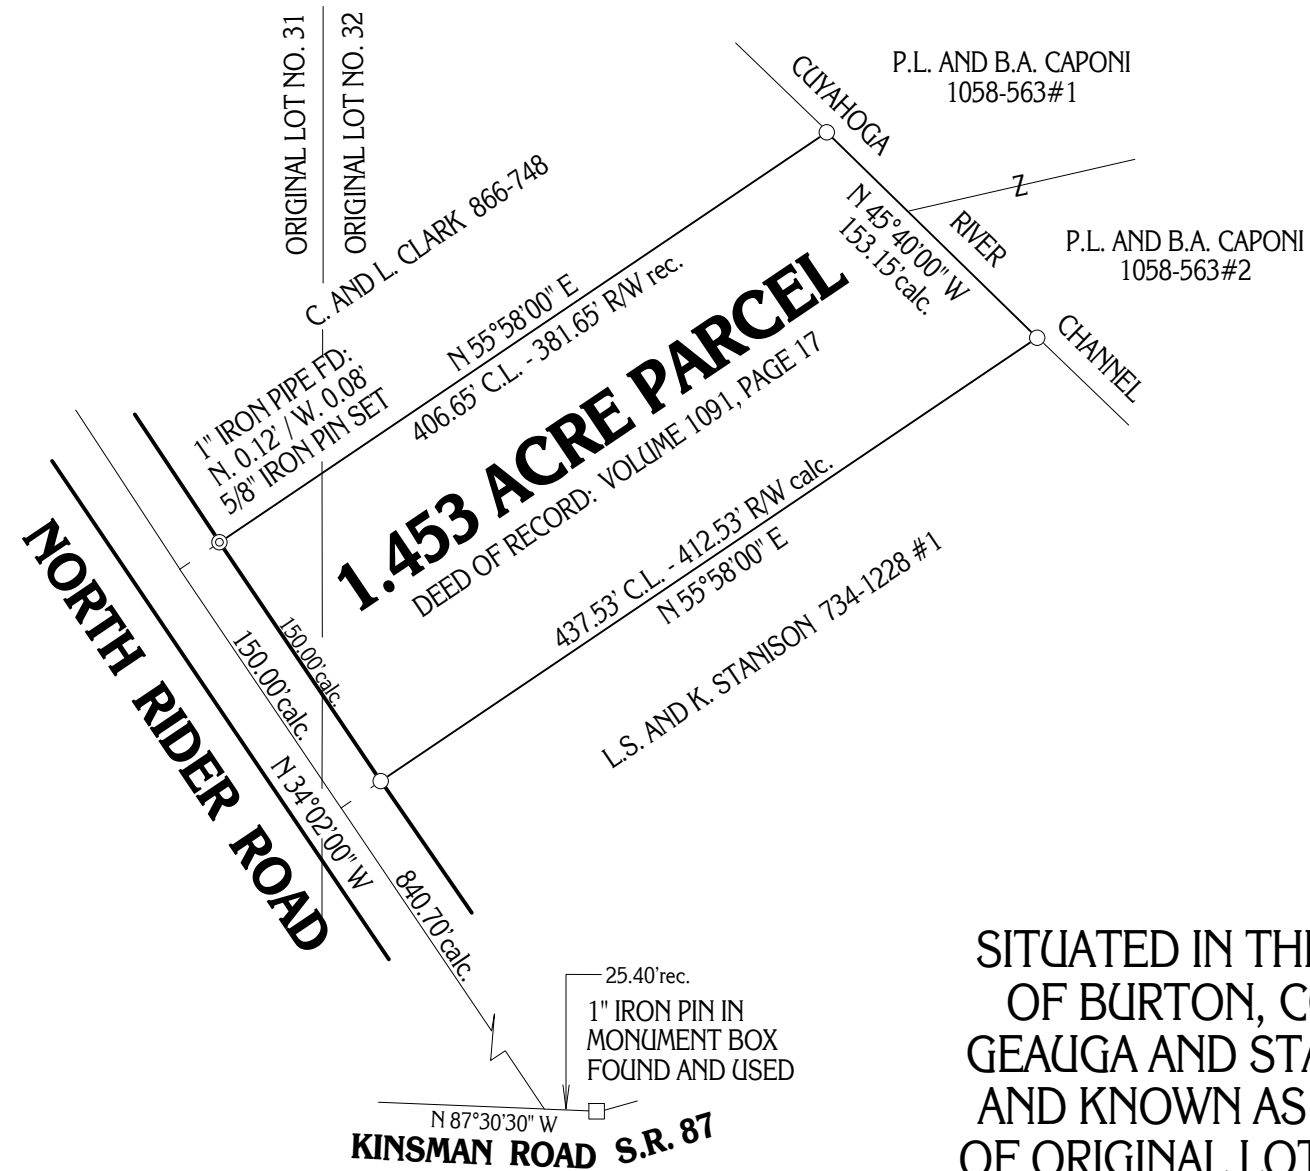 ORIGINAL LOT NO. 31
ORIGINAL LOT NO. 32
P.L. AND B.A. CAPONI
1058-563#1
CUYAHOGA
RIVER
CHANNEL
Z
P.L. AND B.A. CAPONI
1058-563#2
N 45°40'00" W
153.15'calc.
C. AND L. CLARK 866-748
N 55°58'00" E
406.65' C.L. - 381.65' R/W rec.
1" IRON PIPE FD:
N. 0.12' / W. 0.08'
5/8" IRON PIN SET
1.453 ACRE PARCEL
DEED OF RECORD: VOLUME 1091, PAGE 17
437.53' C.L. - 412.53' R/W calc.
N 55°58'00" E
L.S. AND K. STANISON 734-1228 #1
150.00'calc.
150.00'calc.
NORTH RIDER ROAD
N 34°02'00" W
840.70'calc.
25.40'rec.
1" IRON PIN IN
MONUMENT BOX
FOUND AND USED
N 87°30'30" W
KINSMAN ROAD S.R. 87
SITUATED IN TH
OF BURTON, C
GEAUGA AND STA
AND KNOWN AS
OF ORIGINAL LOT